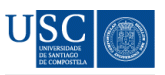 USC
UNIVERSIDADE
DE SANTIAGO
DE COMPOSTELA